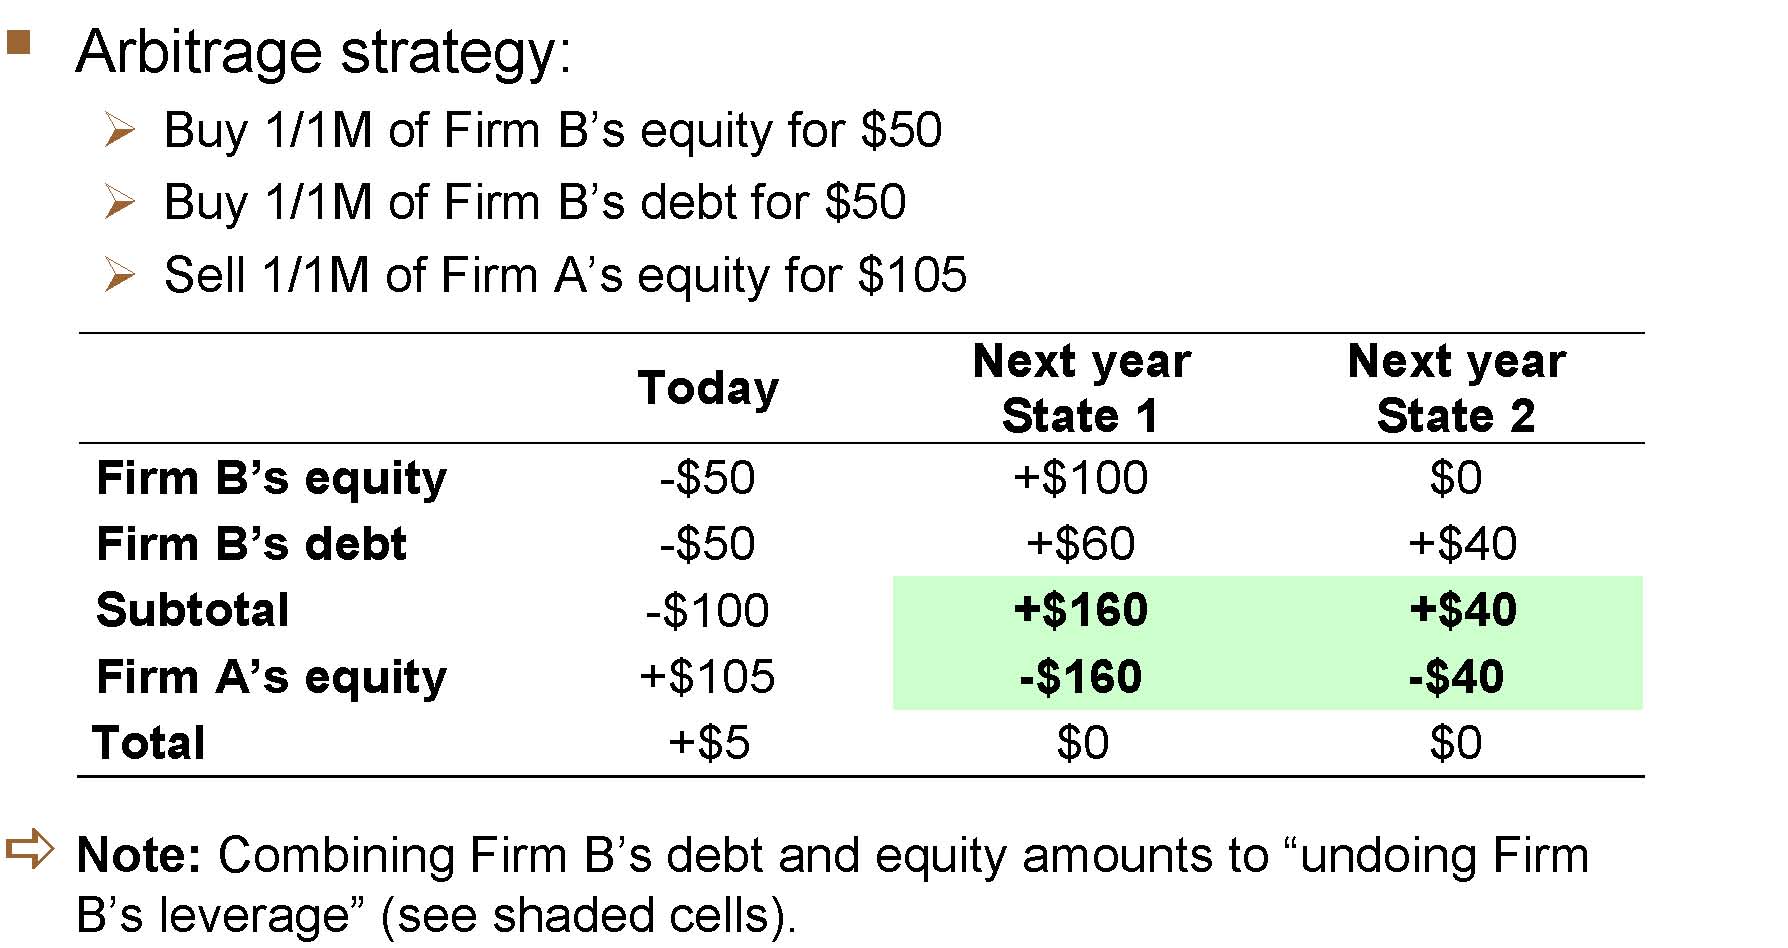 Arbitrage strategy:
Buy 1/1M of Firm B’s equity for $50
Buy 1/1M of Firm B’s debt for $50
Sell 1/1M of Firm A’s equity for $105
Today Next year State 1 Next year State 2
Firm B’s equity -$50 +$100 $0
Firm B’s debt -$50 +$60 +$40
Subtotal -$100 +$160 +$40
Firm A’s equity +$105 -$160 -$40
Total +$5 $0 $0
Note: Combining Firm B’s debt and equity amounts to “undoing Firm
B’s leverage” (see shaded cells).